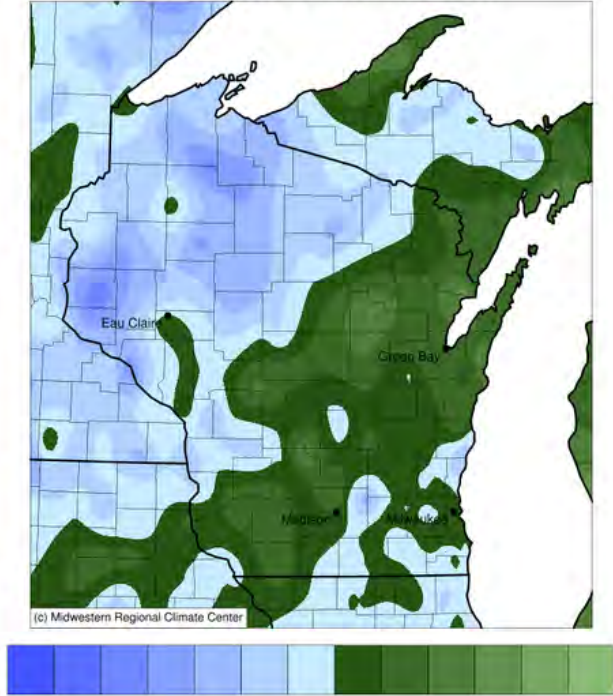 Eau Claire
Green Bay
Madison
Milwaukee
(c) Midwestern Regional Climate Center